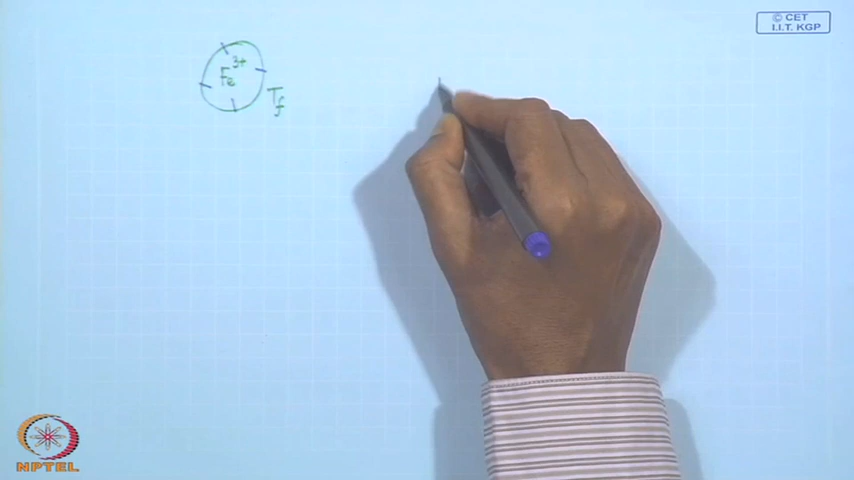 © CET
I.I.T. KGP
Fe3+
Tf
NPTEL